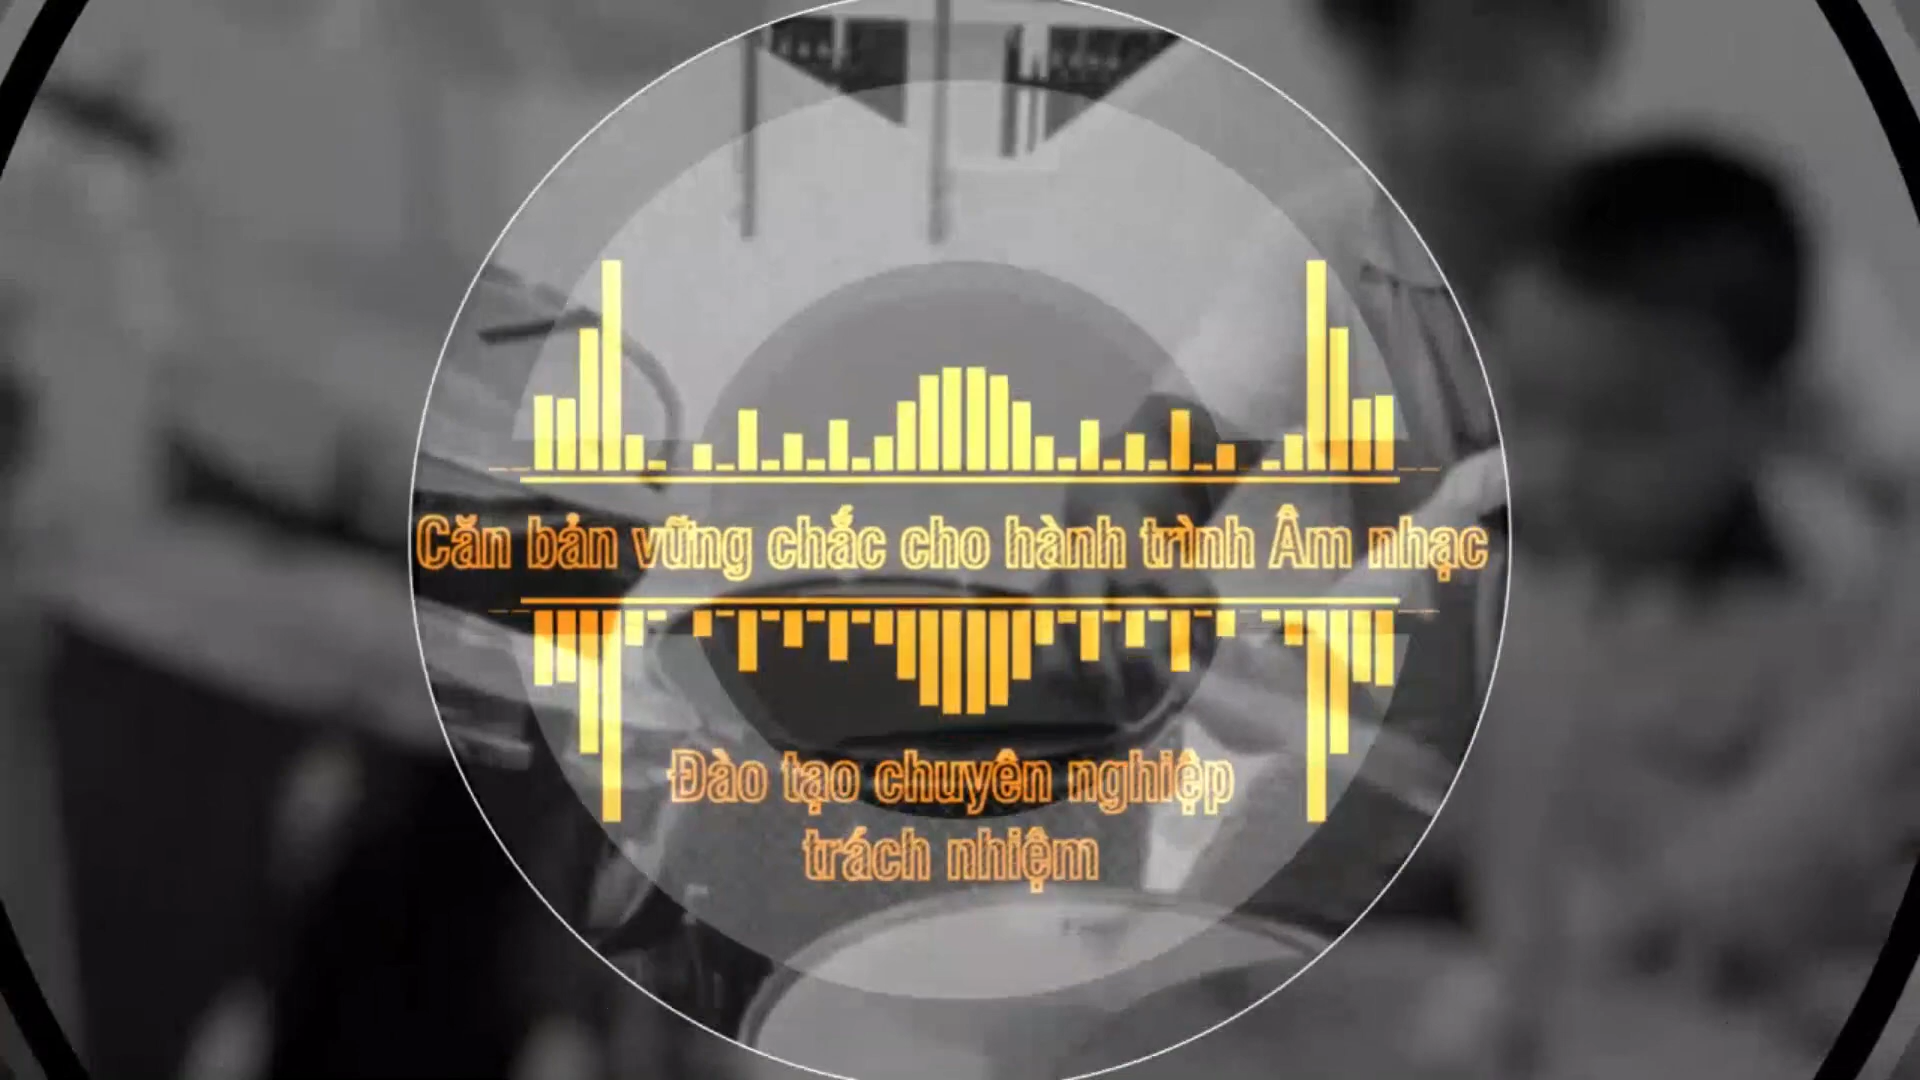 Căn bản vững chắc cho hành trình Âm nhạc
Đào tạo chuyên nghiệp
trách nhiệm